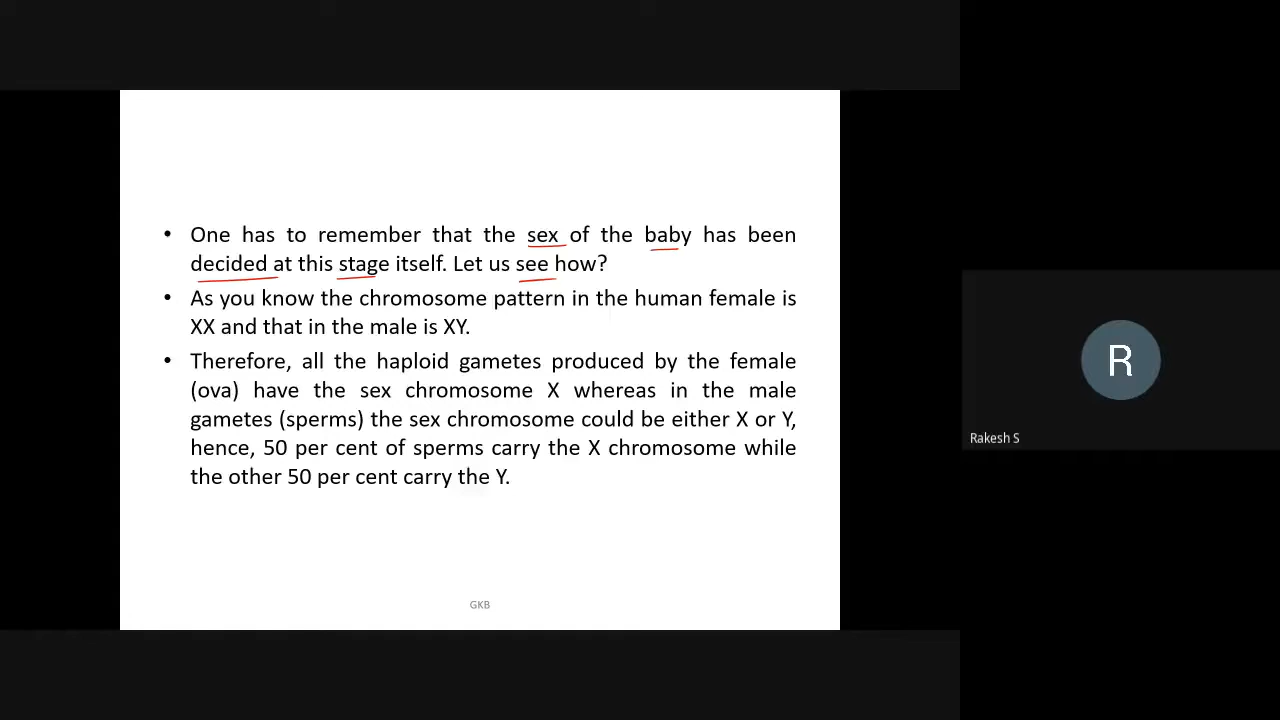 • One has to remember that the sex of the baby has been
decided at this stage itself. Let us see how?
• As you know the chromosome pattern in the human female is
XX and that in the male is XY.
• Therefore, all the haploid gametes produced by the female
(ova) have the sex chromosome X whereas in the male
gametes (sperms) the sex chromosome could be either X or Y,
hence, 50 per cent of sperms carry the X chromosome while
the other 50 per cent carry the Y.
GKB
R
Rakesh S